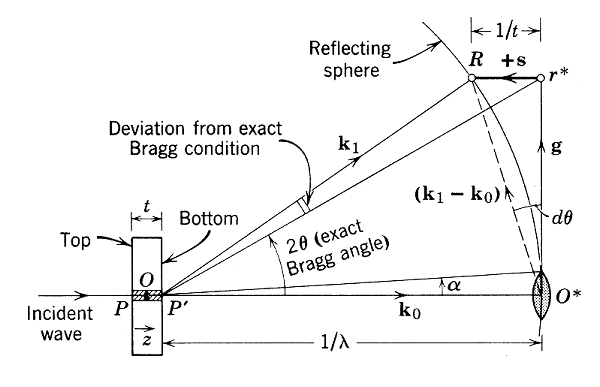 1/t
Reflecting
sphere
R
+s
r*
Deviation from exact
Bragg condition
k₁
g
(k₁ − k₀)
dθ
t
2θ (exact
Bragg angle)
Top
Bottom
O
α
P
P′
k₀
O*
Incident
wave
z
1/λ